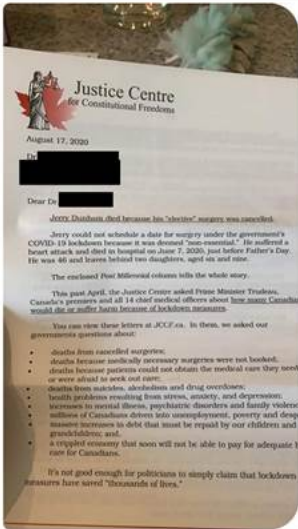 Justice Centre
for Constitutional Freedoms
August 17, 2020
Dr.
Dear Dr.
Jerry Dunham died because his "elective" surgery was cancelled.
Jerry could not schedule a date for surgery under the government's
COVID-19 lockdown because it was deemed "non-essential." He suffered a
heart attack and died in hospital on June 7, 2020, just before Father's Day.
He was 46 and leaves behind two daughters, aged six and nine.
The enclosed Post Millennial column tells the whole story.
This past April, the Justice Centre asked Prime Minister Trudeau,
Canada's premiers and all 14 chief medical officers about how many Canadians
would die or suffer harm because of lockdown measures.
You can view these letters at JCCF.ca. In them, we asked our
governments questions about:
• deaths from cancelled surgeries;
• deaths because medically necessary surgeries were not booked;
• deaths because patients could not obtain the medical care they need
or were afraid to seek out care;
• deaths from suicides, alcoholism and drug overdoses;
• health problems resulting from stress, anxiety, and depression;
• increases in mental illness, psychiatric disorders and family violence
• millions of Canadians driven into unemployment, poverty and
• massive increases to debt that must be repaid by our children and
grandchildren; and,
• a crippled economy that soon will not be able to pay for adequate
care for Canadians.
It's not good enough for politicians to simply claim that lockdown
measures have saved "thousands of lives."